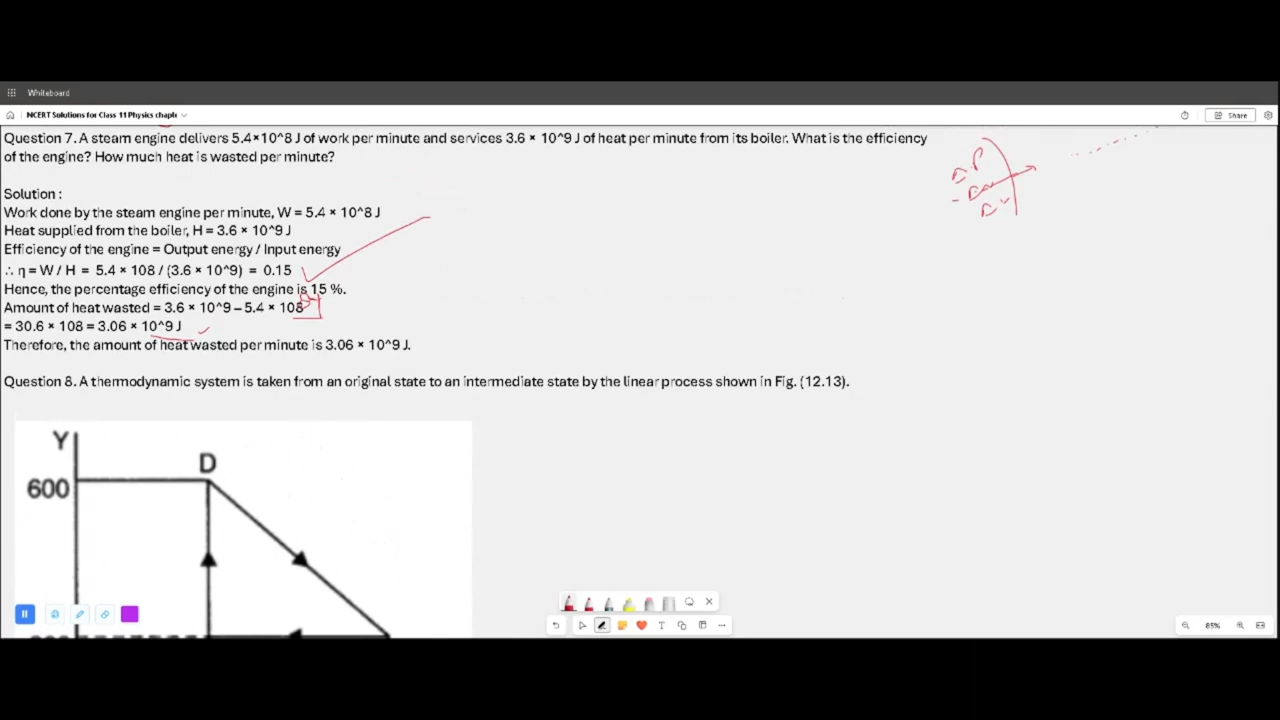 Whiteboard
NCERT Solutions for Class 11 Physics chapte
Share
Question 7. A steam engine delivers 5.4×10^8 J of work per minute and services 3.6 × 10^9 J of heat per minute from its boiler. What is the efficiency
of the engine? How much heat is wasted per minute?
Solution :
Work done by the steam engine per minute, W = 5.4 × 10^8 J
Heat supplied from the boiler, H = 3.6 × 10^9 J
Efficiency of the engine = Output energy / Input energy
∴ η = W / H = 5.4 × 108 / (3.6 × 10^9) = 0.15
Hence, the percentage efficiency of the engine is 15 %.
Amount of heat wasted = 3.6 × 10^9 – 5.4 × 108
= 30.6 × 108 = 3.06 × 10^9 J
Therefore, the amount of heat wasted per minute is 3.06 × 10^9 J.
Question 8. A thermodynamic system is taken from an original state to an intermediate state by the linear process shown in Fig. (12.13).
Y
D
600
85%